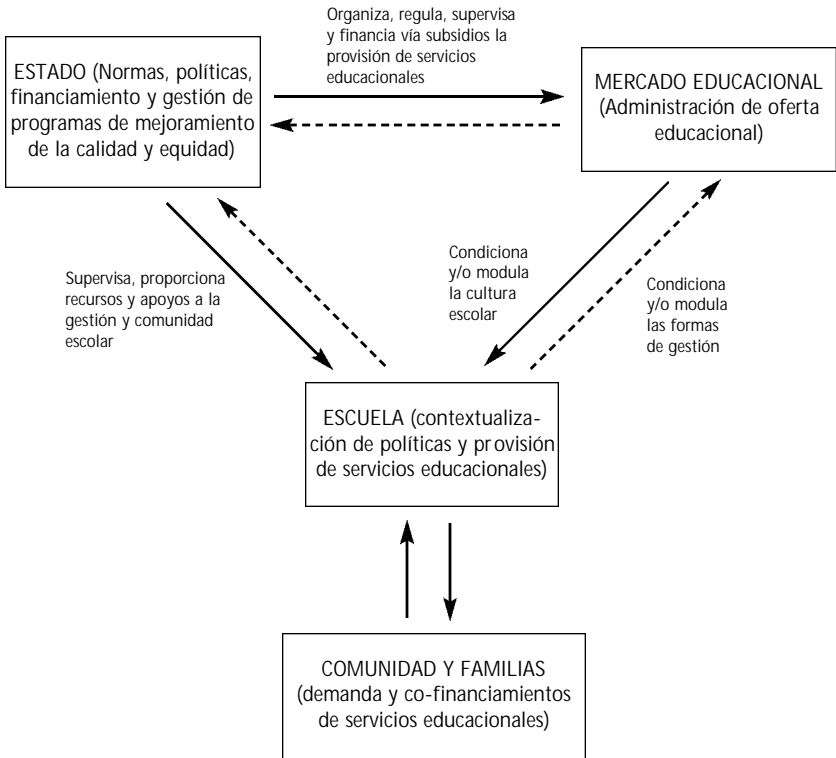 Organiza, regula, supervisa
y financia vía subsidios la
provisión de servicios
educacionales
ESTADO (Normas, políticas,
financiamiento y gestión de
programas de mejoramiento
de la calidad y equidad)
MERCADO EDUCACIONAL
(Administración de oferta
educacional)
Supervisa, proporciona
recursos y apoyos a la
gestión y comunidad
escolar
Condiciona
y/o modula
la cultura
escolar
Condiciona
y/o modula
las formas
de gestión
ESCUELA (contextualiza-
ción de políticas y provisión
de servicios educacionales)
COMUNIDAD Y FAMILIAS
(demanda y co-financiamientos
de servicios educacionales)